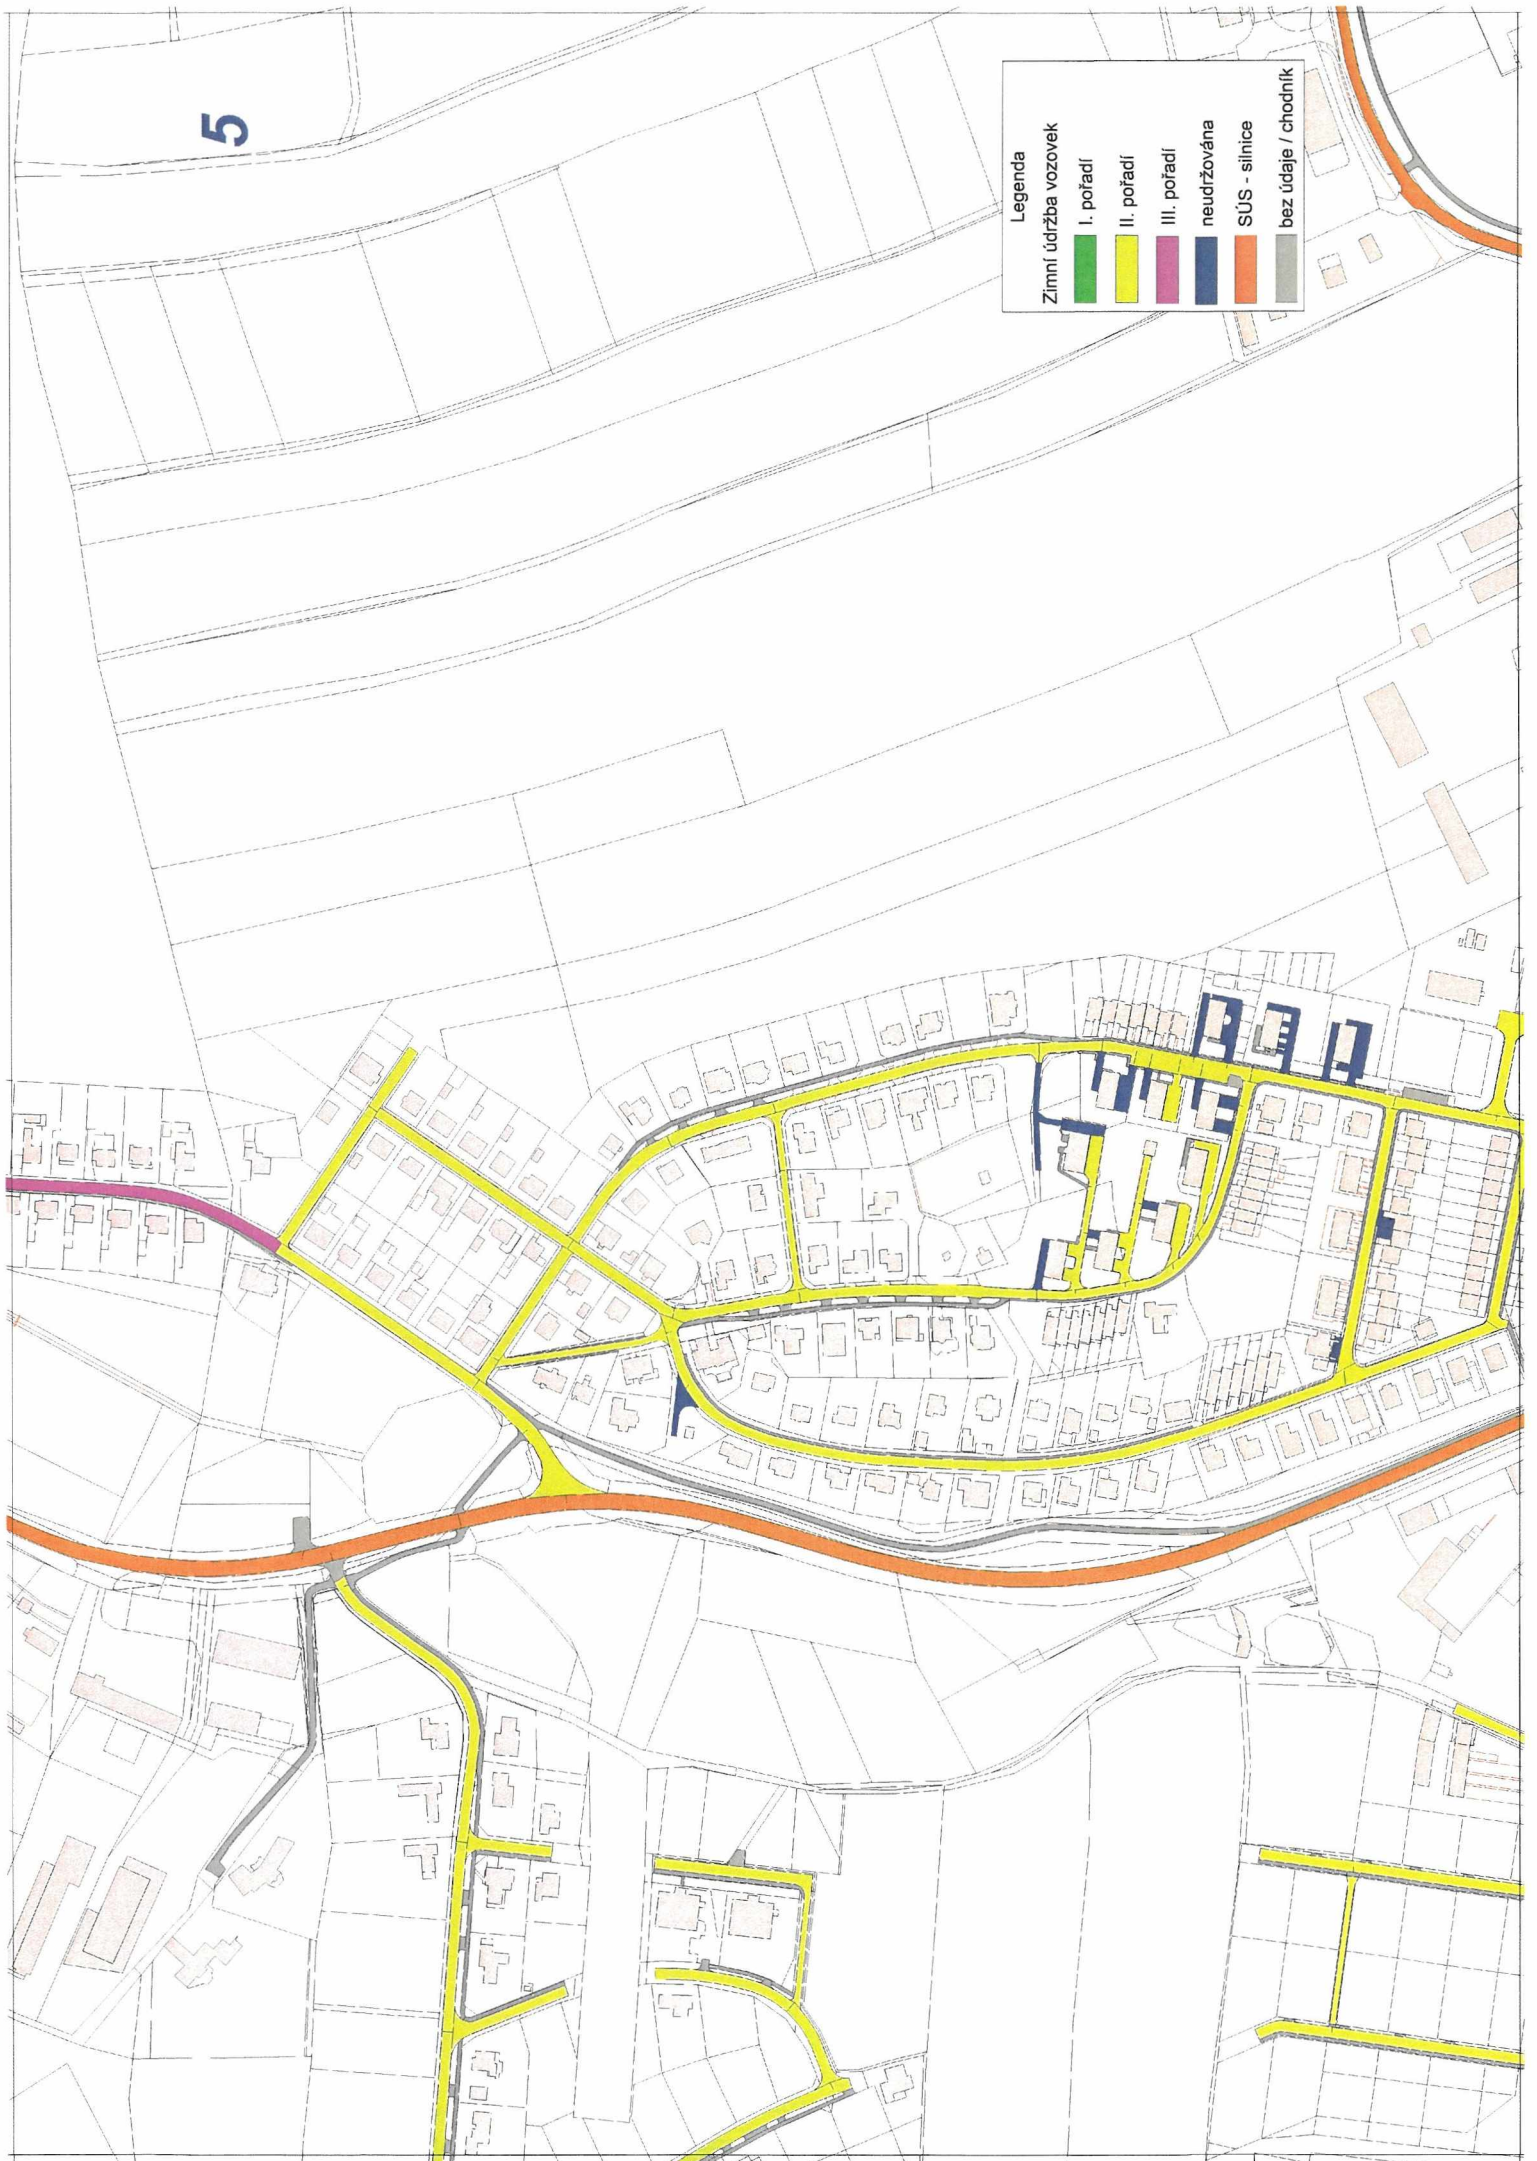 5
Legenda
Zimní údržba vozovek
I. pořadí
II. pořadí
III. pořadí
neudržována
SÚS - silnice
bez údaje / chodník